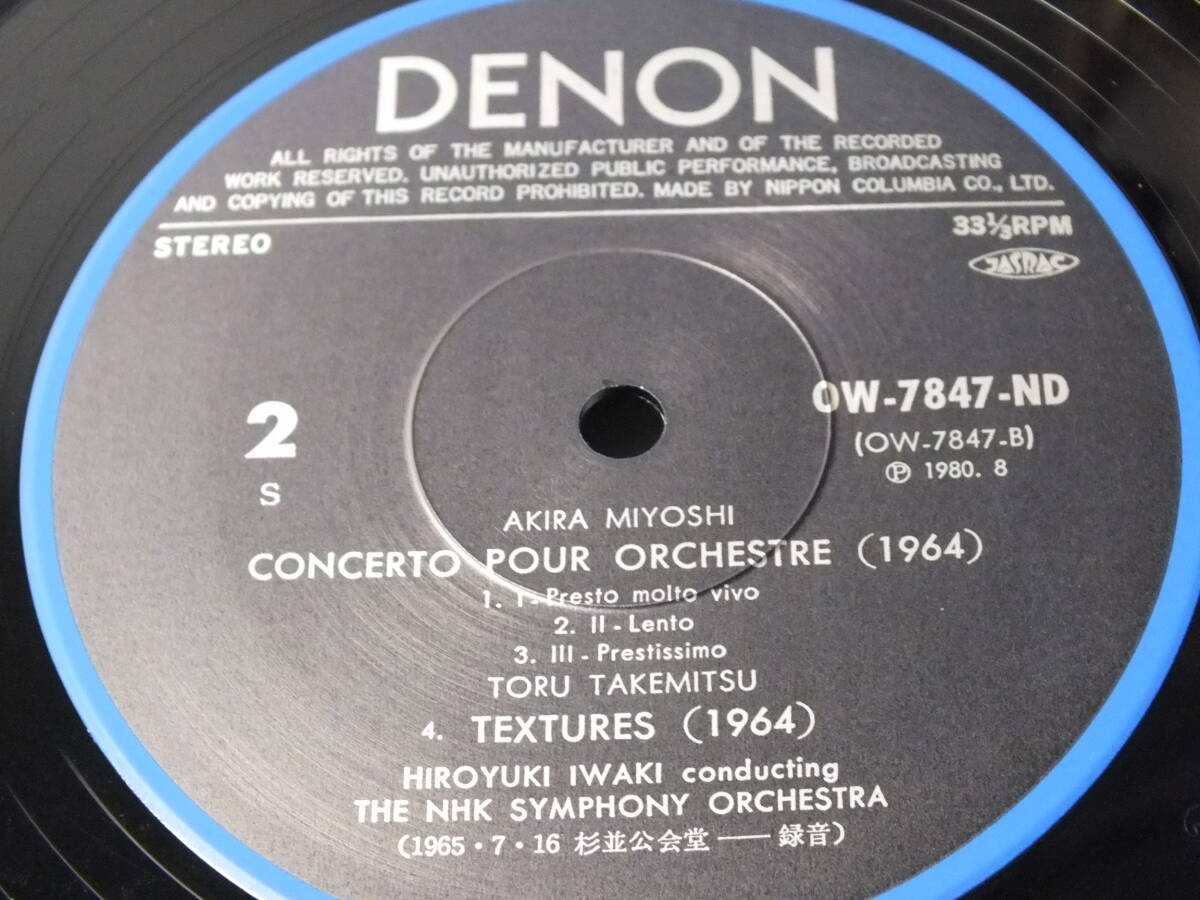 DENON
ALL RIGHTS OF THE MANUFACTURER AND OF THE RECORDED
WORK RESERVED. UNAUTHORIZED PUBLIC PERFORMANCE, BROADCASTING
AND COPYING OF THIS RECORD PROHIBITED. MADE BY NIPPON COLUMBIA CO., LTD.
STEREO
33⅓RPM
JASRAC
2
S
OW-7847-ND
(OW-7847-B)
Ⓟ 1980. 8
AKIRA MIYOSHI
CONCERTO POUR ORCHESTRE (1964)
1. I-Presto molto vivo
2. II-Lento
3. III-Prestissimo
TORU TAKEMITSU
4. TEXTURES (1964)
HIROYUKI IWAKI conducting
THE NHK SYMPHONY ORCHESTRA
(1965・7・16 杉並公会堂——録音)